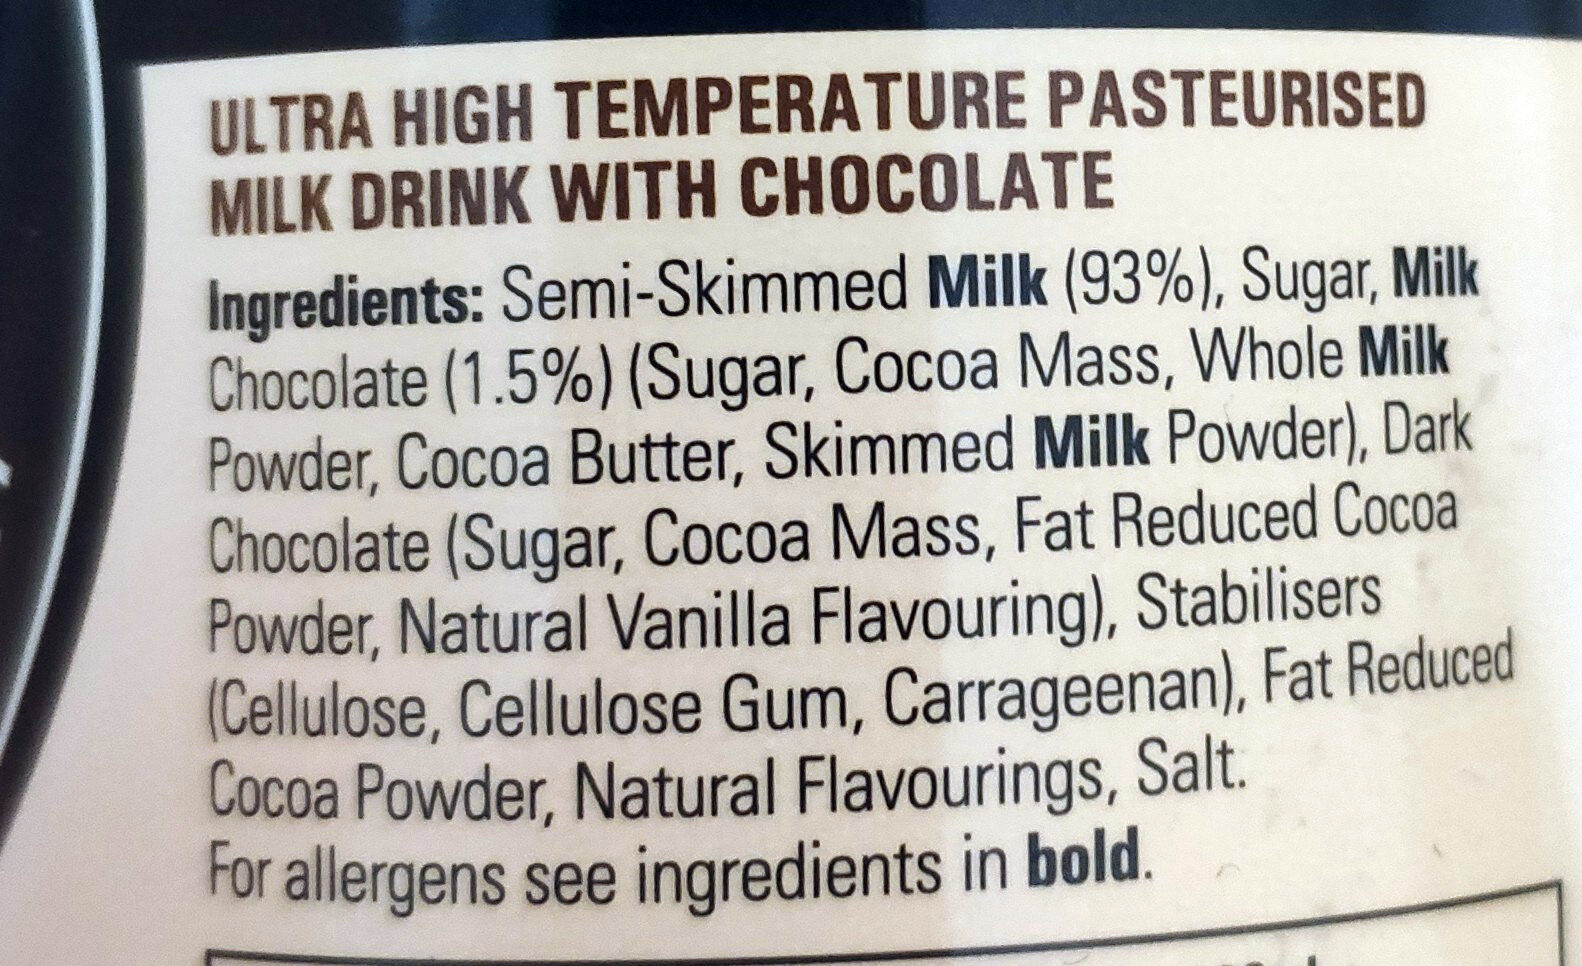 ULTRA HIGH TEMPERATURE PASTEURISED
MILK DRINK WITH CHOCOLATE
Ingredients: Semi-Skimmed Milk (93%), Sugar, Milk
Chocolate (1.5%) (Sugar, Cocoa Mass, Whole Milk
Powder, Cocoa Butter, Skimmed Milk Powder), Dark
Chocolate (Sugar, Cocoa Mass, Fat Reduced Cocoa
Powder, Natural Vanilla Flavouring), Stabilisers
(Cellulose, Cellulose Gum, Carrageenan), Fat Reduced
Cocoa Powder, Natural Flavourings, Salt.
For allergens see ingredients in bold.